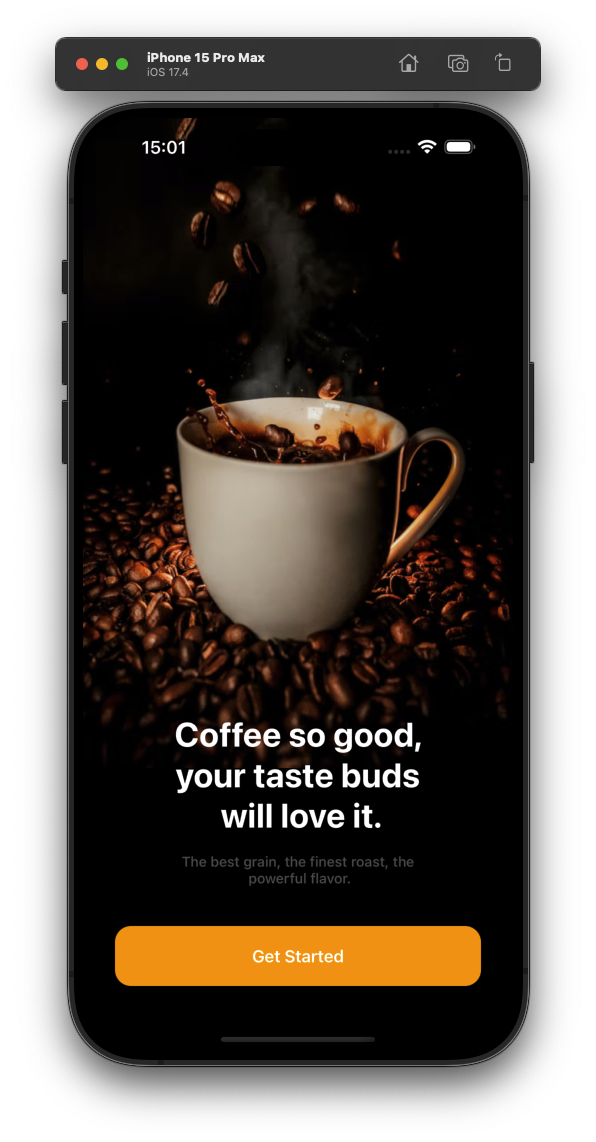 iPhone 15 Pro Max
iOS 17.4
15:01
Coffee so good,
your taste buds
will love it.
The best grain, the finest roast, the
powerful flavor.
Get Started